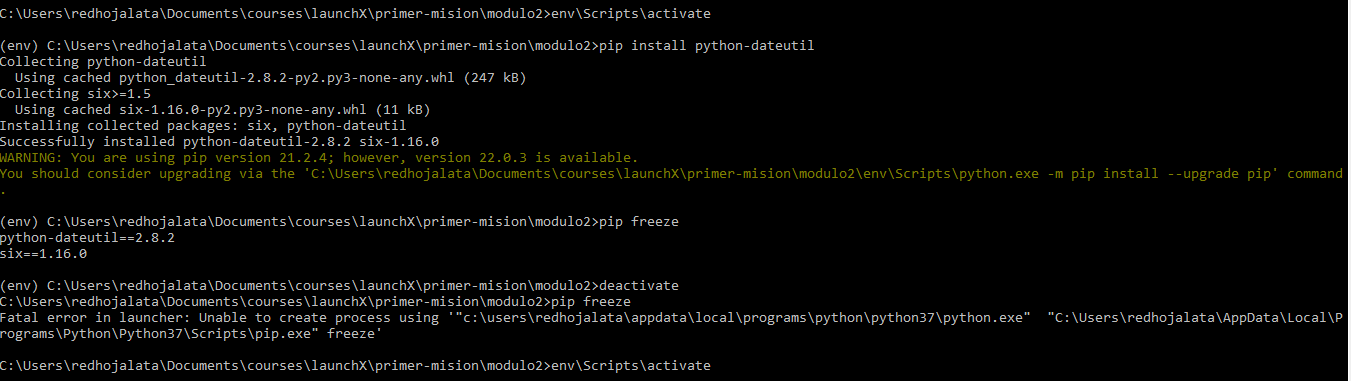 C:\Users\redhojalata\Documents\courses\launchX\primer-mision\modulo2>env\Scripts\activate
(env) C:\Users\redhojalata\Documents\courses\launchX\primer-mision\modulo2>pip install python-dateutil
Collecting python-dateutil
  Using cached python_dateutil-2.8.2-py2.py3-none-any.whl (247 kB)
Collecting six>=1.5
  Using cached six-1.16.0-py2.py3-none-any.whl (11 kB)
Installing collected packages: six, python-dateutil
Successfully installed python-dateutil-2.8.2 six-1.16.0
WARNING: You are using pip version 21.2.4; however, version 22.0.3 is available.
You should consider upgrading via the 'C:\Users\redhojalata\Documents\courses\launchX\primer-mision\modulo2\env\Scripts\python.exe -m pip install --upgrade pip' command
.
(env) C:\Users\redhojalata\Documents\courses\launchX\primer-mision\modulo2>pip freeze
python-dateutil==2.8.2
six==1.16.0
(env) C:\Users\redhojalata\Documents\courses\launchX\primer-mision\modulo2>deactivate
C:\Users\redhojalata\Documents\courses\launchX\primer-mision\modulo2>pip freeze
Fatal error in launcher: Unable to create process using '"c:\users\redhojalata\appdata\local\programs\python\python37\python.exe"  "C:\Users\redhojalata\AppData\Local\P
rograms\Python\Python37\Scripts\pip.exe" freeze'
C:\Users\redhojalata\Documents\courses\launchX\primer-mision\modulo2>env\Scripts\activate